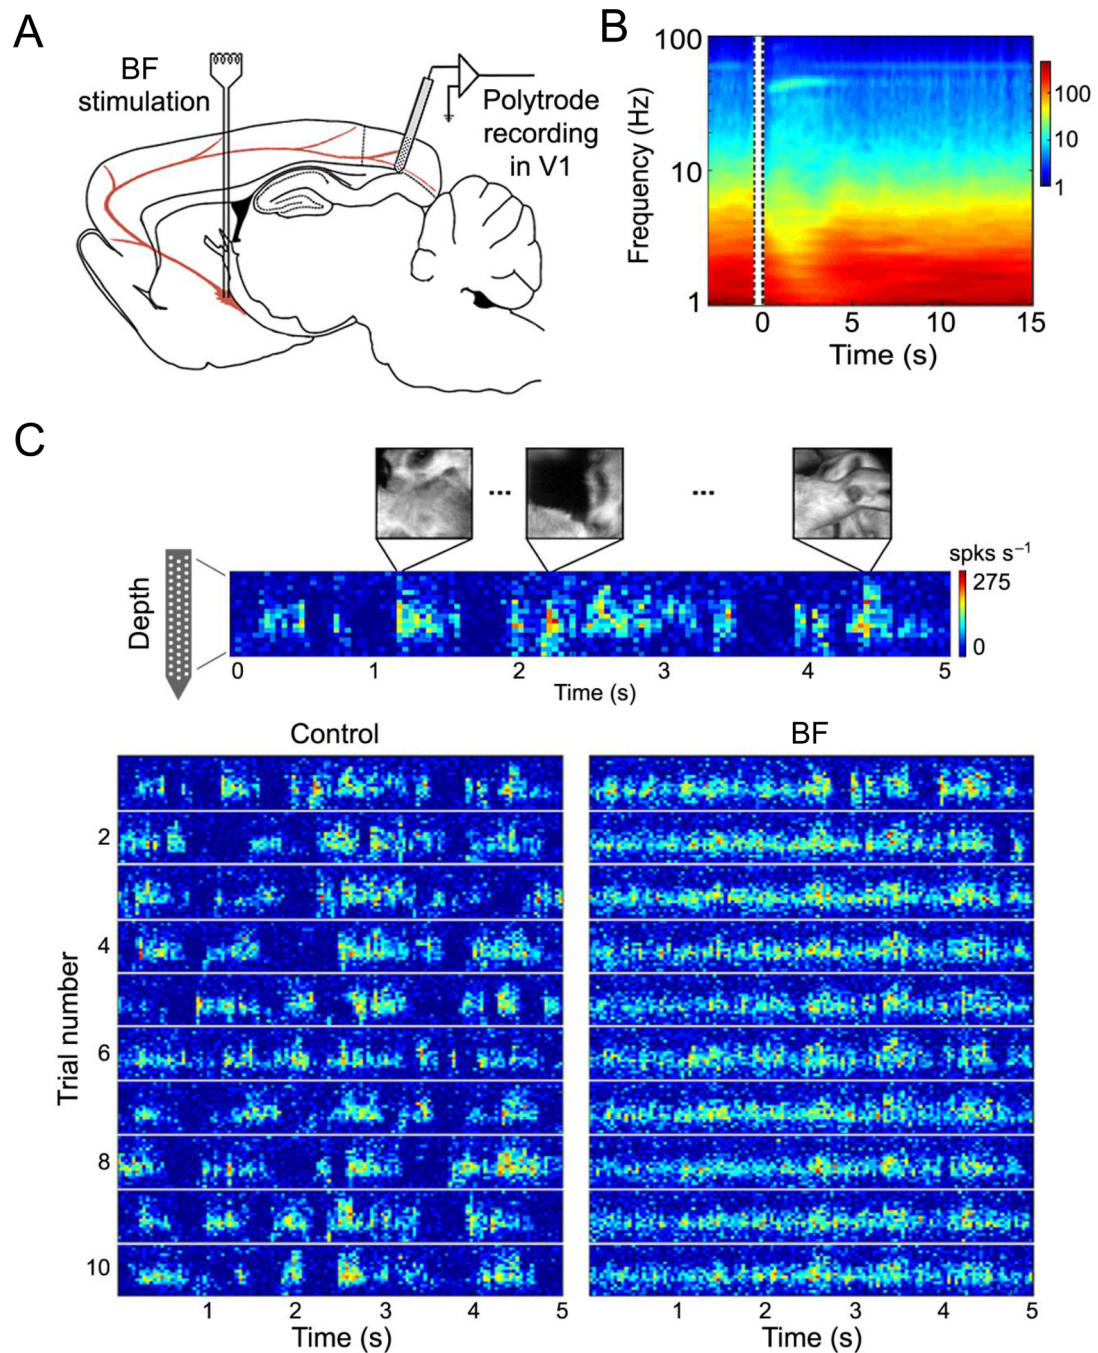 A
BF
stimulation
Polytrode
recording
in V1
B
Frequency (Hz)
100
10
1
0
5
10
15
Time (s)
100
10
1
C
...
...
Depth
spks s⁻¹
275
0
0
1
2
3
4
5
Time (s)
Control
BF
Trial number
2
4
6
8
10
1
2
3
4
5
Time (s)
1
2
3
4
5
Time (s)